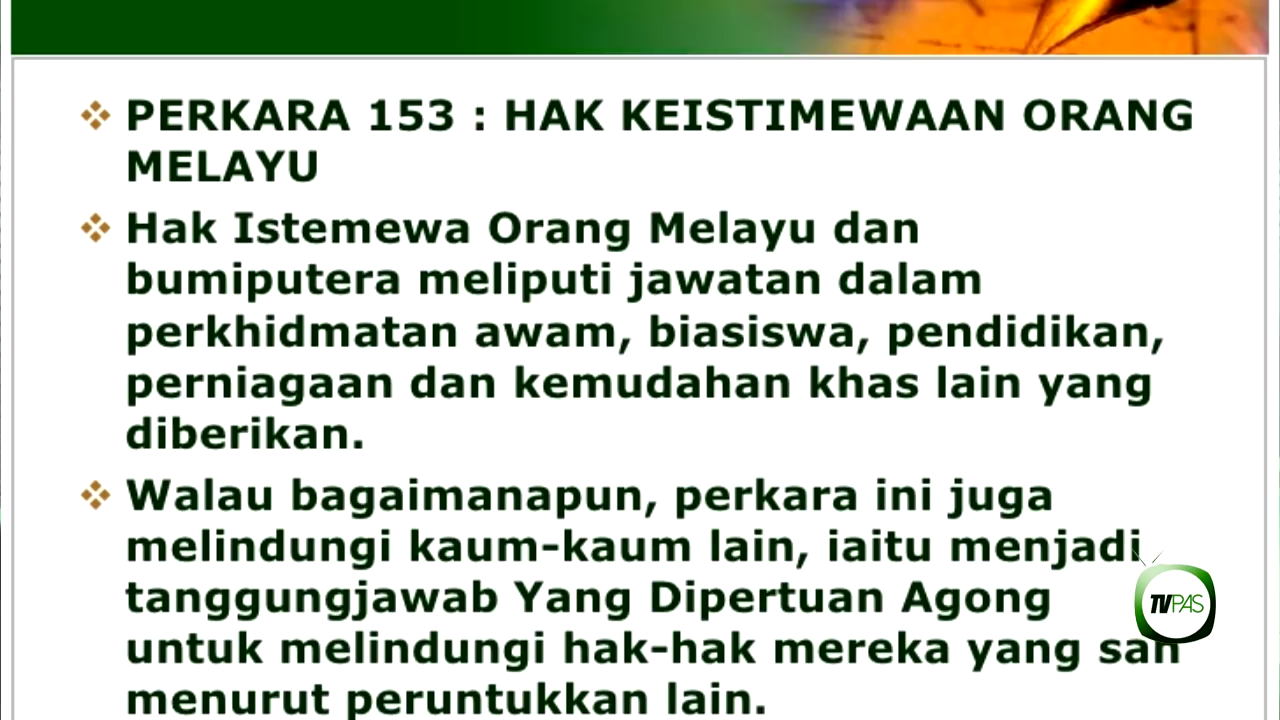 PERKARA 153 : HAK KEISTIMEWAAN ORANG
MELAYU
Hak Istemewa Orang Melayu dan
bumiputera meliputi jawatan dalam
perkhidmatan awam, biasiswa, pendidikan,
perniagaan dan kemudahan khas lain yang
diberikan.
Walau bagaimanapun, perkara ini juga
melindungi kaum-kaum lain, iaitu menjadi
tanggungjawab Yang Dipertuan Agong
untuk melindungi hak-hak mereka yang sah
menurut peruntukkan lain.
TVPAS